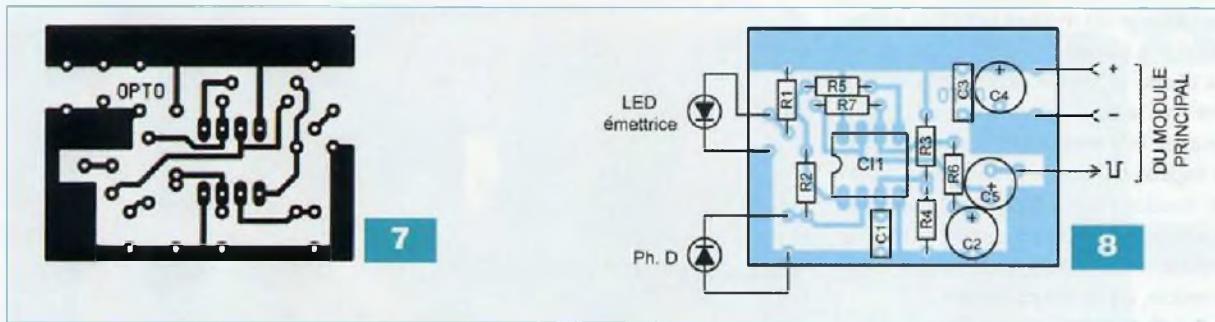 OPTO
7
LED
émettrice
Ph. D
R1
R5
R7
R2
CI1
C1
R3
R4
R6
C3
+
C4
+
C5
+
C2
OPTO
+
−
DU MODULE
PRINCIPAL
8